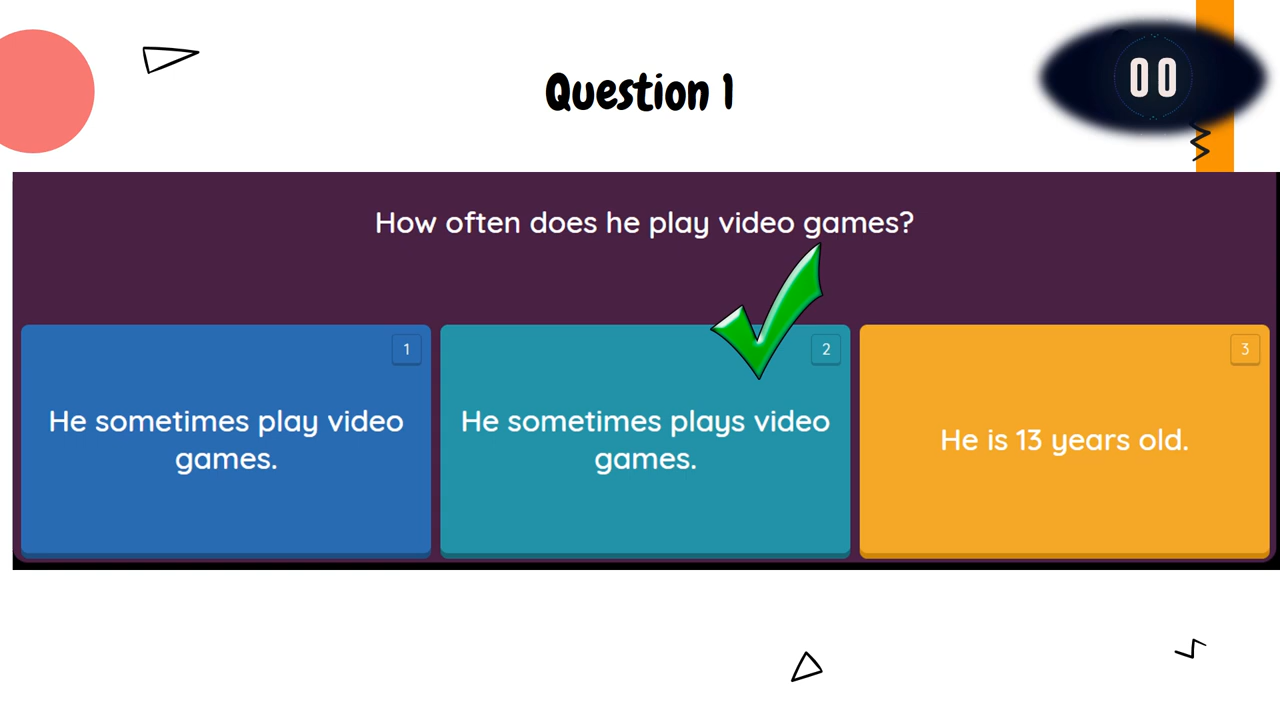 Question 1
00
How often does he play video games?
1
He sometimes play video
games.
2
He sometimes plays video
games.
3
He is 13 years old.